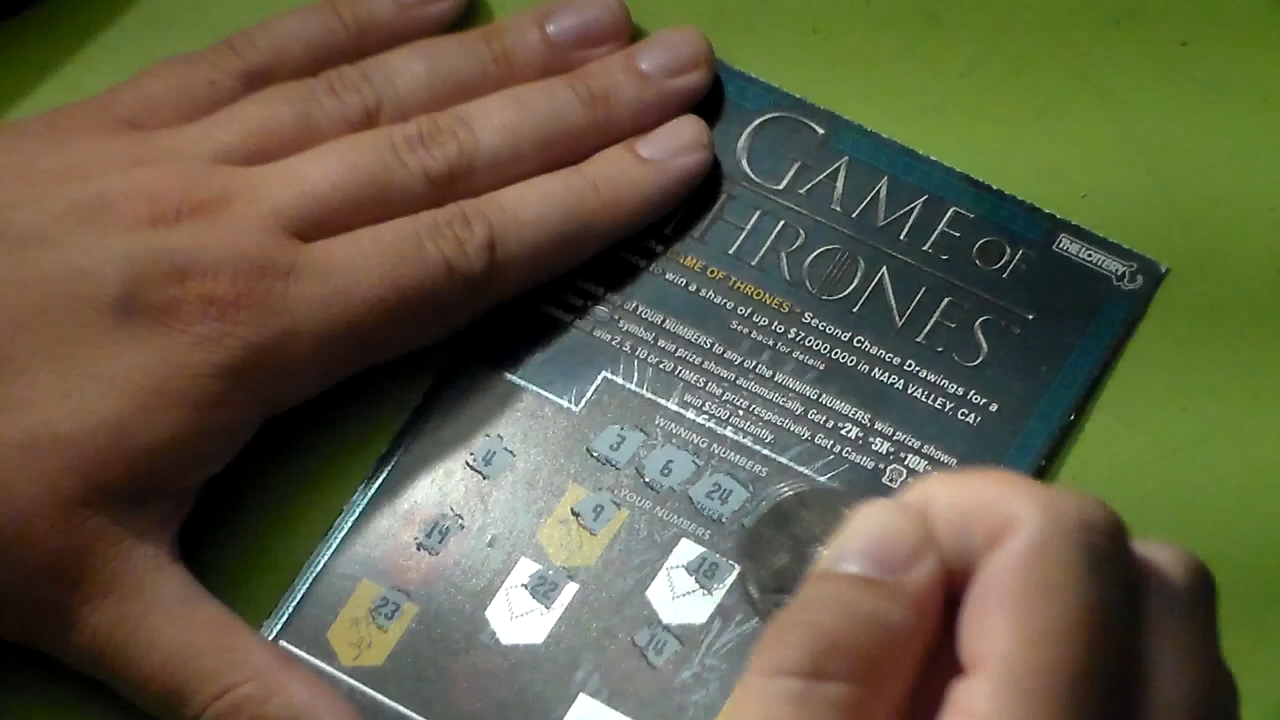 GAME OF
THRONES™
THE LOTTERY
GAME OF THRONES™ Second Chance Drawings for a
to win a share of up to $7,000,000 in NAPA VALLEY, CA!
See back for details
of YOUR NUMBERS to any of the WINNING NUMBERS, win prize shown.
symbol, win prize shown automatically. Get a "2X", "5X", "10X"
win 2, 5, 10 or 20 TIMES the prize respectively. Get a Castle "
win $500 instantly.
WINNING NUMBERS
3 6 24
YOUR NUMBERS
4 9 18
14 22
23